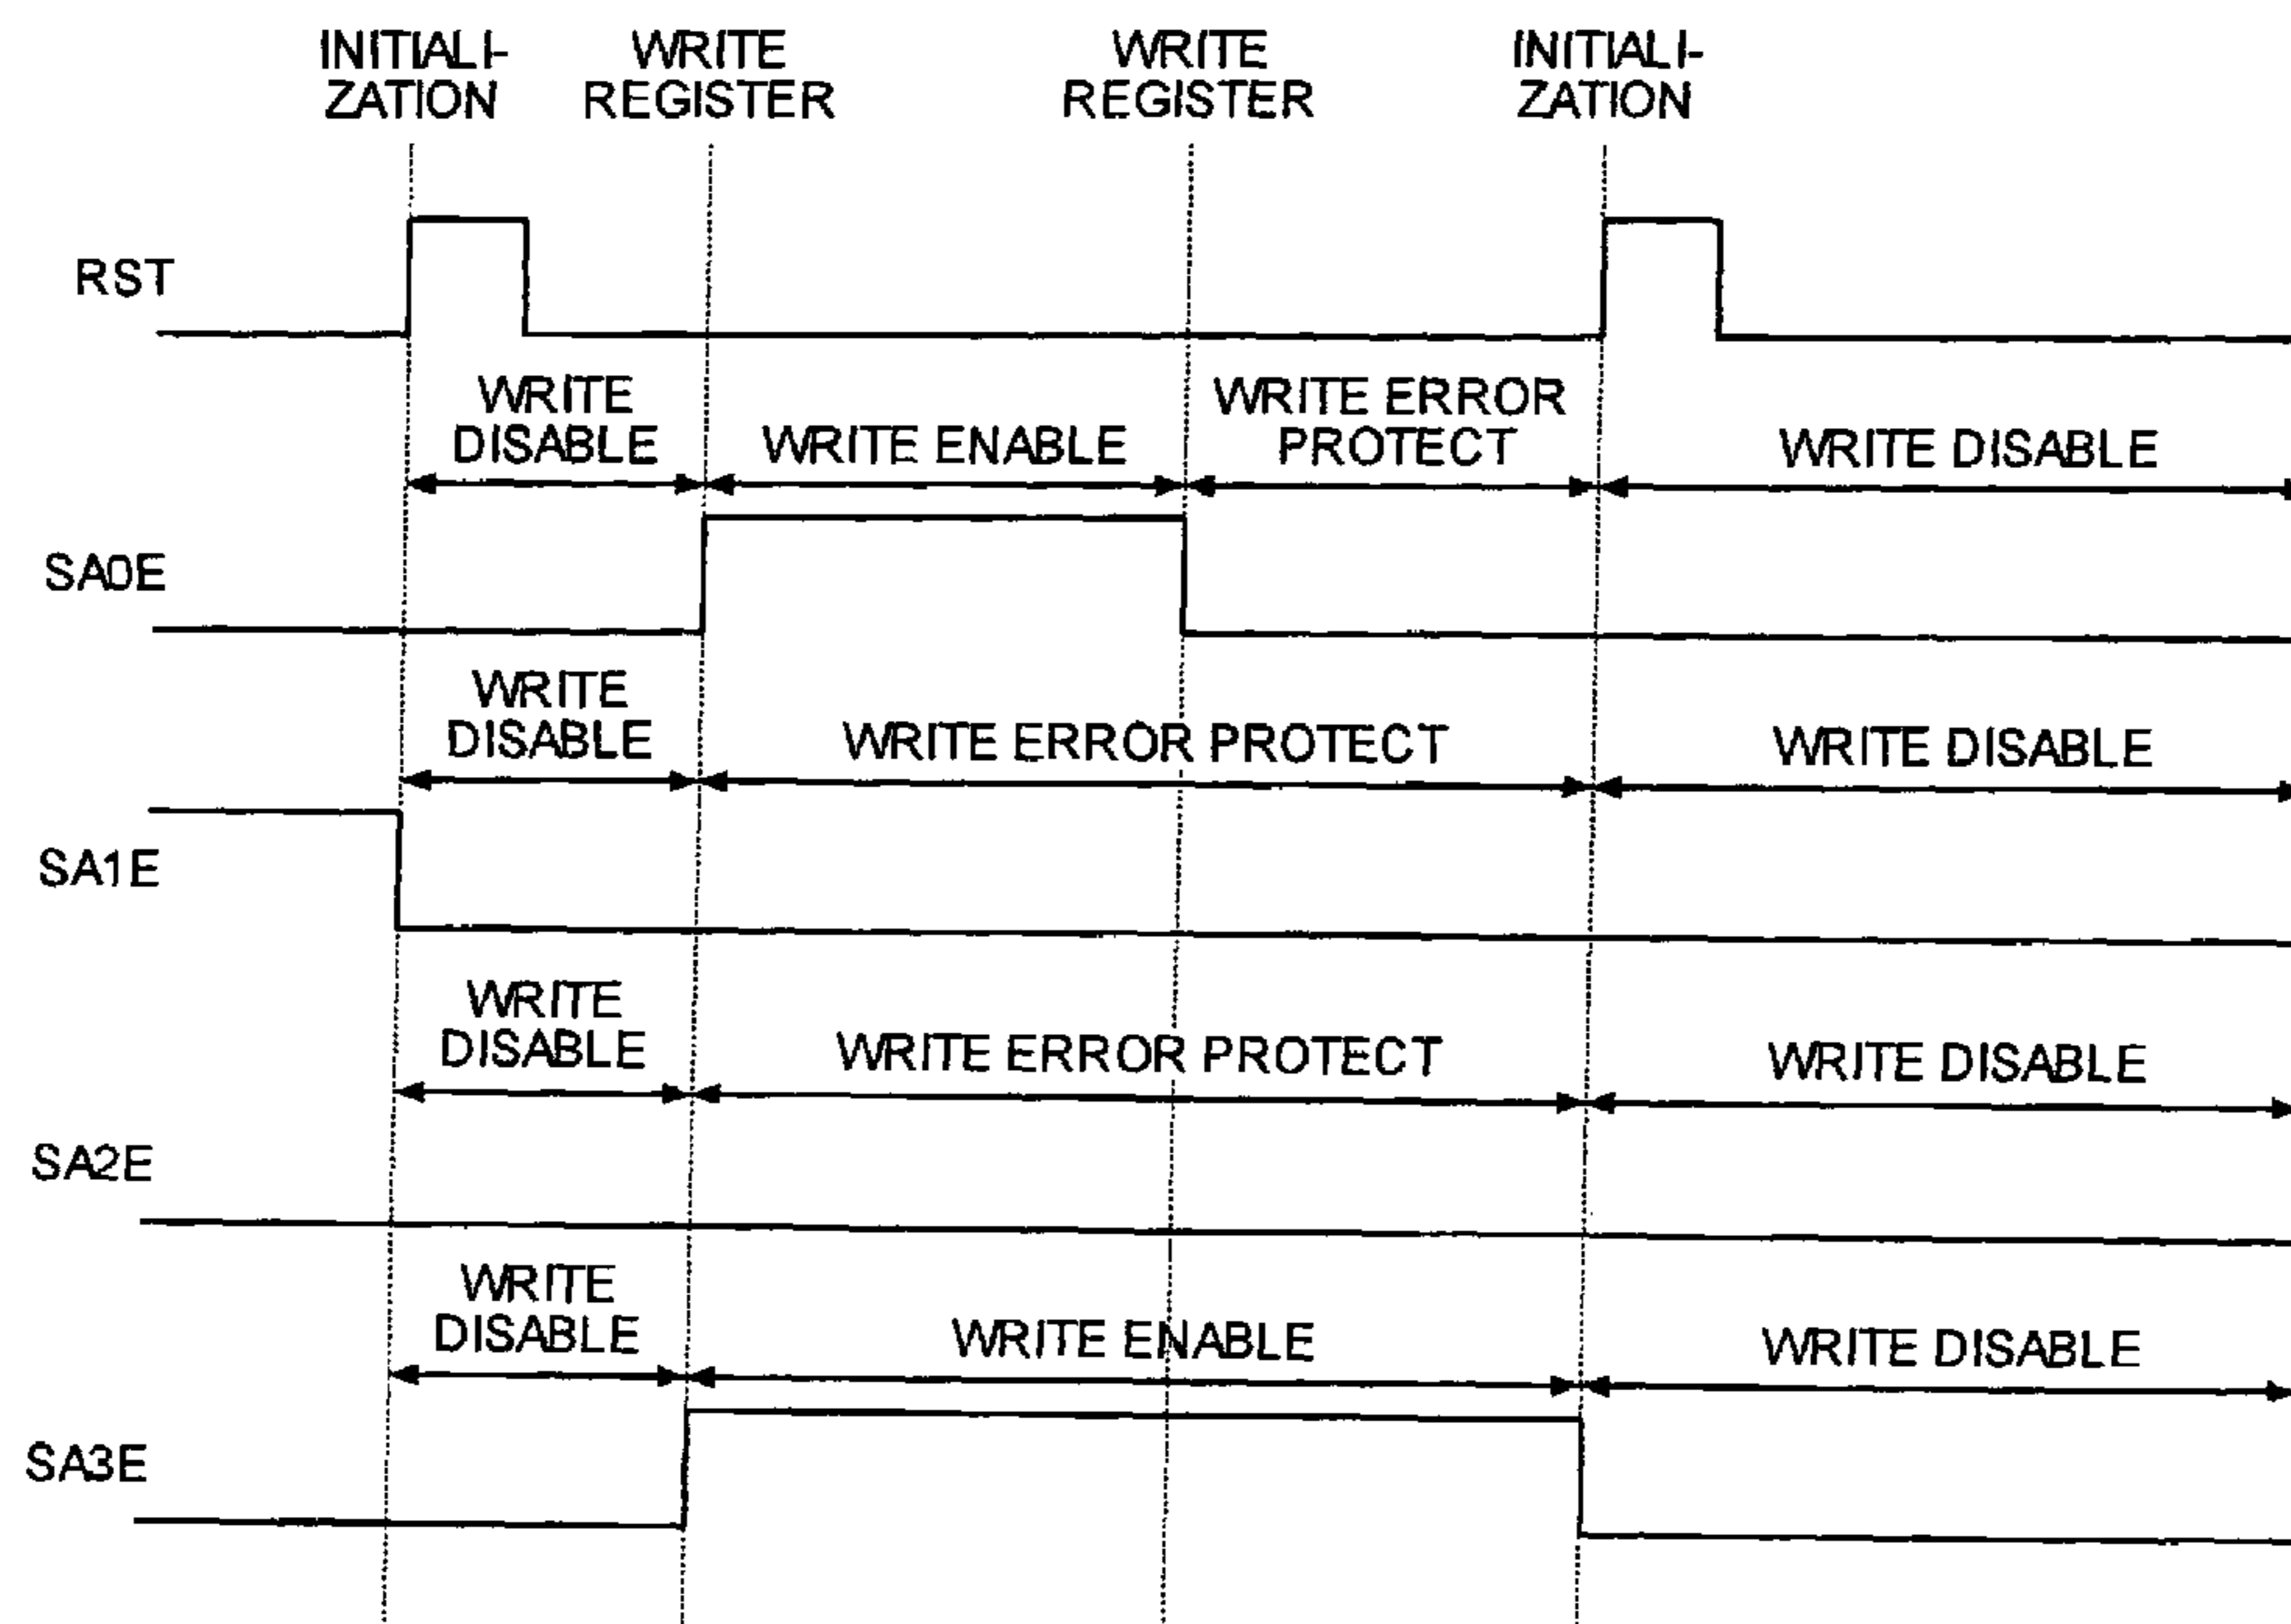 INITIALI- WRITE WRITE INITIALI-
ZATION REGISTER REGISTER ZATION
RST
WRITE WRITE ERROR
DISABLE WRITE ENABLE PROTECT WRITE DISABLE
SA0E
WRITE
DISABLE WRITE ERROR PROTECT WRITE DISABLE
SA1E
WRITE
DISABLE WRITE ERROR PROTECT WRITE DISABLE
SA2E
WRITE
DISABLE WRITE ENABLE WRITE DISABLE
SA3E